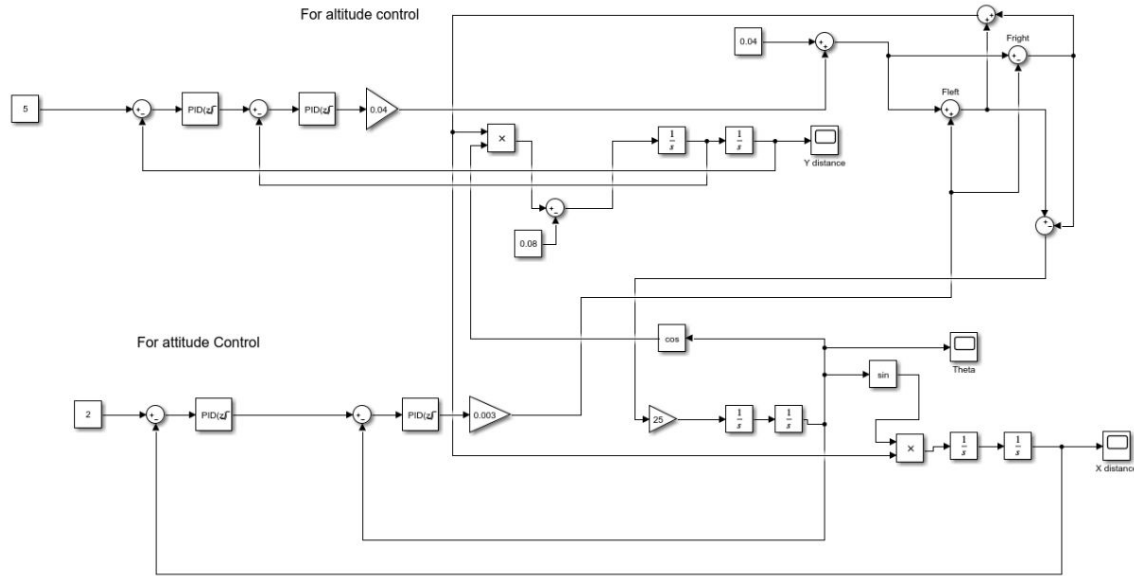 For altitude control
0.04
Fright
Fleft
5
PID(z)
PID(z)
0.04
×
1
s
1
s
Y distance
0.08
For attitude Control
cos
Theta
sin
2
PID(z)
PID(z)
0.003
25
1
s
1
s
×
1
s
1
s
X distance